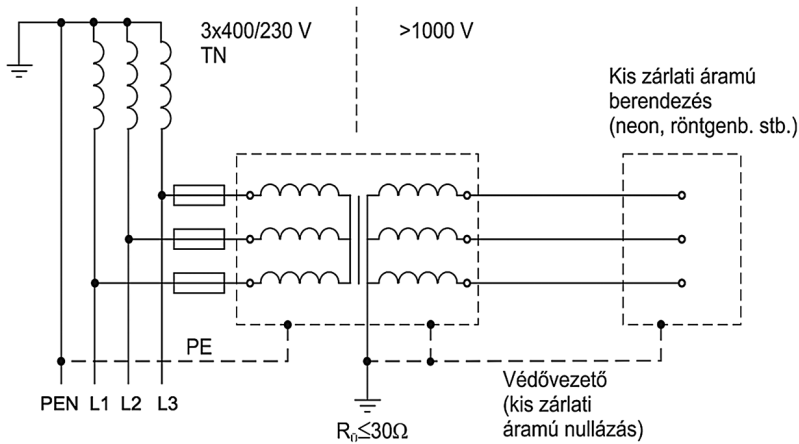 3x400/230 V
TN
>1000 V
Kis zárlati áramú
berendezés
(neon, röntgenb. stb.)
PE
PEN L1 L2 L3
R₀≤30Ω
Védővezető
(kis zárlati
áramú nullázás)